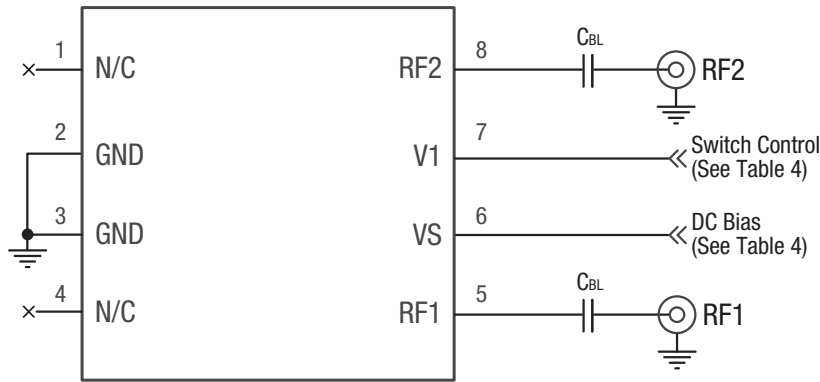 1
N/C
2
GND
3
GND
4
N/C
RF2
8
CBL
RF2
V1
7
Switch Control
(See Table 4)
VS
6
DC Bias
(See Table 4)
RF1
5
CBL
RF1